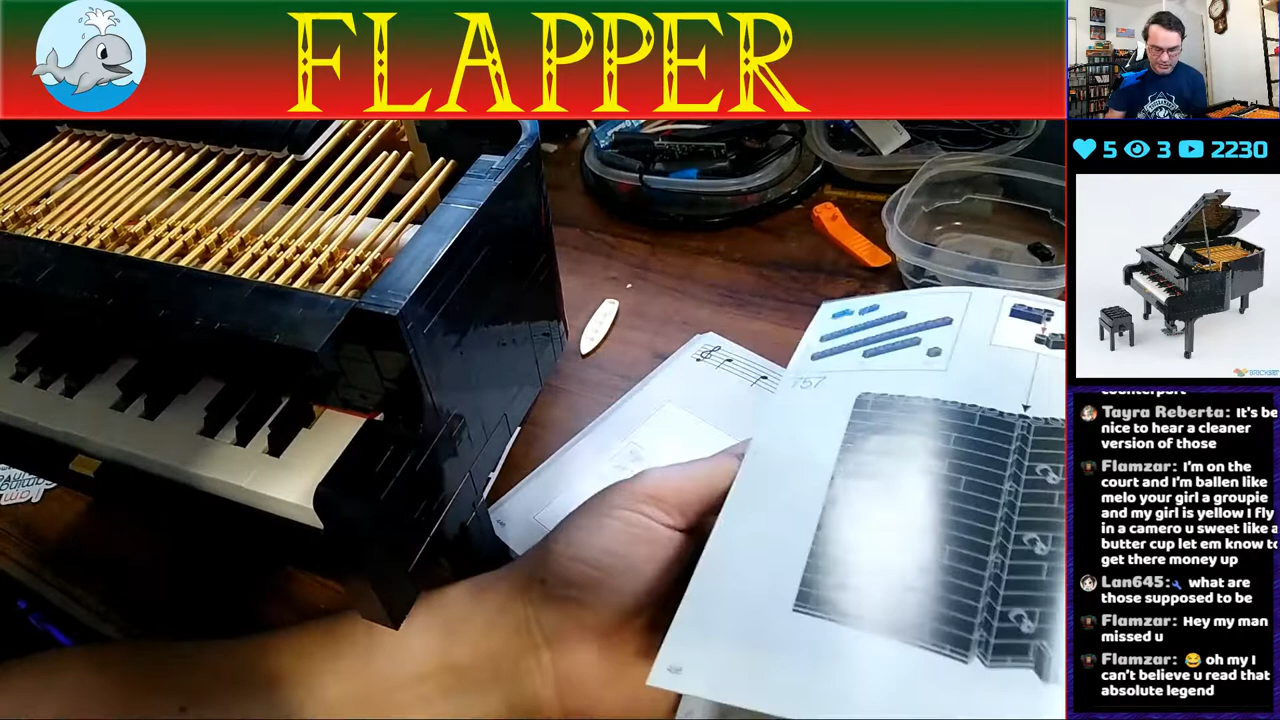 FLAPPER
5 3 2230
757
counterpart
Tayra Reberta: It's be
nice to hear a cleaner
version of those
Flamzar: I'm on the
court and I'm ballen like
melo your girl a groupie
and my girl is yellow I fly
in a camero u sweet like a
butter cup let em know to
get there money up
Lan645: what are
those supposed to be
Flamzar: Hey my man
missed u
Flamzar: 😂 oh my I
can't believe u read that
absolute legend